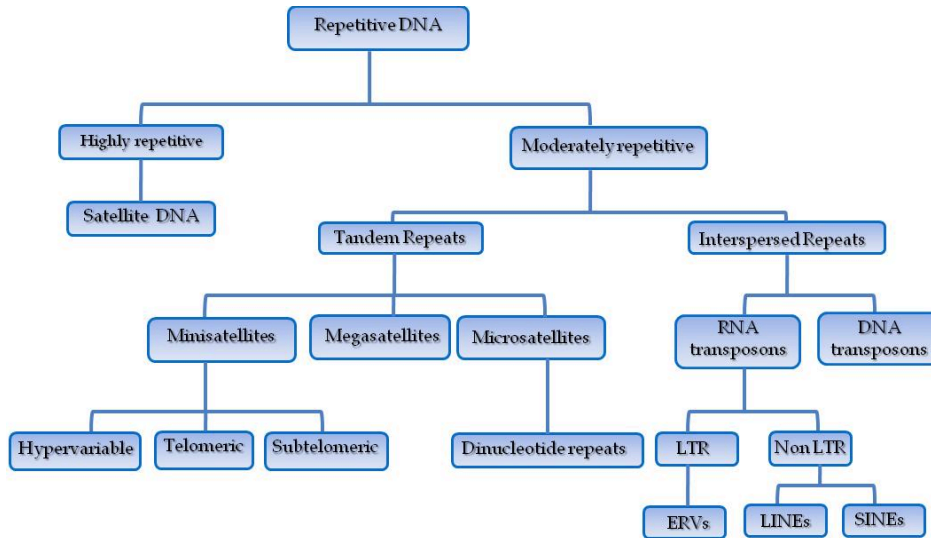 Repetitive DNA
Highly repetitive
Moderately repetitive
Satellite DNA
Tandem Repeats
Interspersed Repeats
Minisatellites
Megasatellites
Microsatellites
RNA
transposons
DNA
transposons
Hypervariable
Telomeric
Subtelomeric
Dinucleotide repeats
LTR
Non LTR
ERVs
LINEs
SINEs